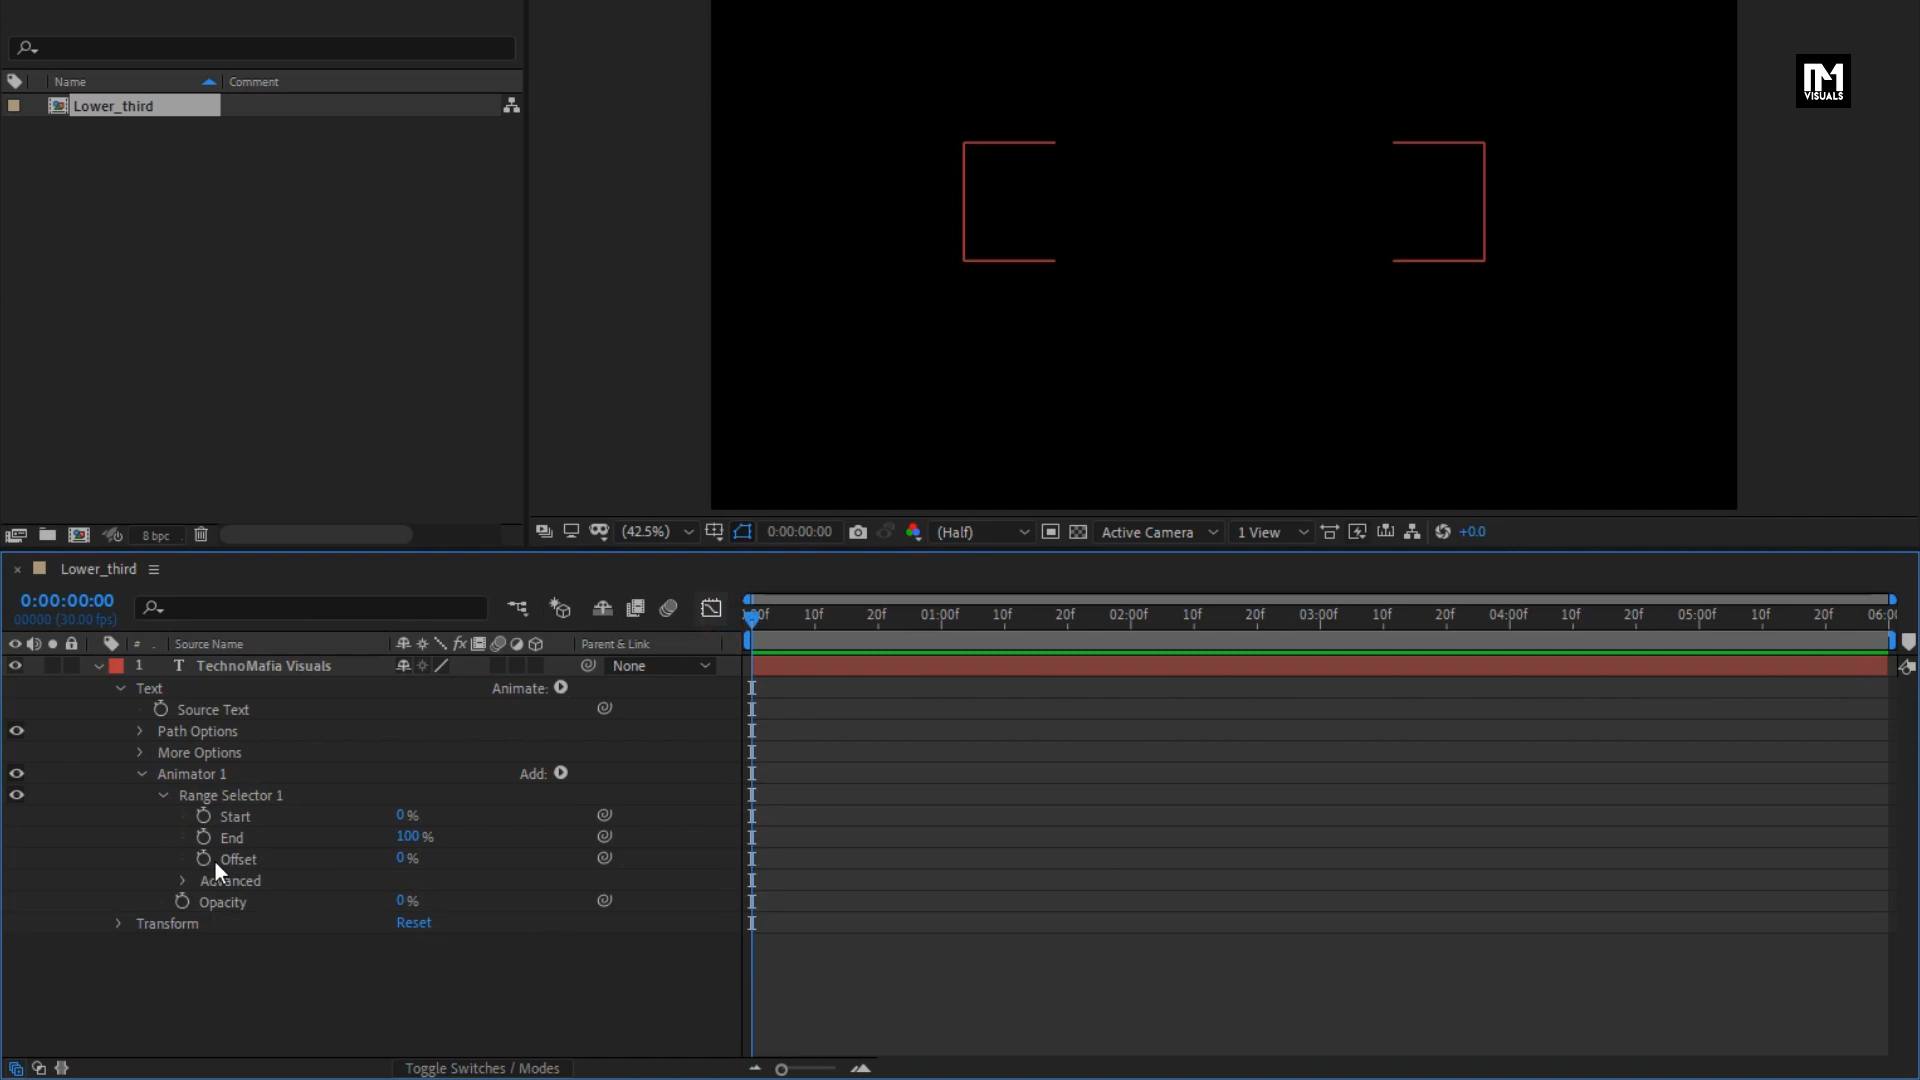 Name
Comment
Lower_third
VISUALS
8 bpc
(42.5%)
0:00:00:00
(Half)
Active Camera
1 View
+0.0
Lower_third
0:00:00:00
00000 (30.00 fps)
:00f 10f 20f 01:00f 10f 20f 02:00f 10f 20f 03:00f 10f 20f 04:00f 10f 20f 05:00f 10f 20f 06:00
# . Source Name
fx
Parent & Link
1 T TechnoMafia Visuals
None
Text
Animate:
Source Text
Path Options
More Options
Animator 1
Add:
Range Selector 1
Start 0 %
End 100 %
Offset 0 %
Advanced
Opacity 0 %
Transform Reset
Toggle Switches / Modes